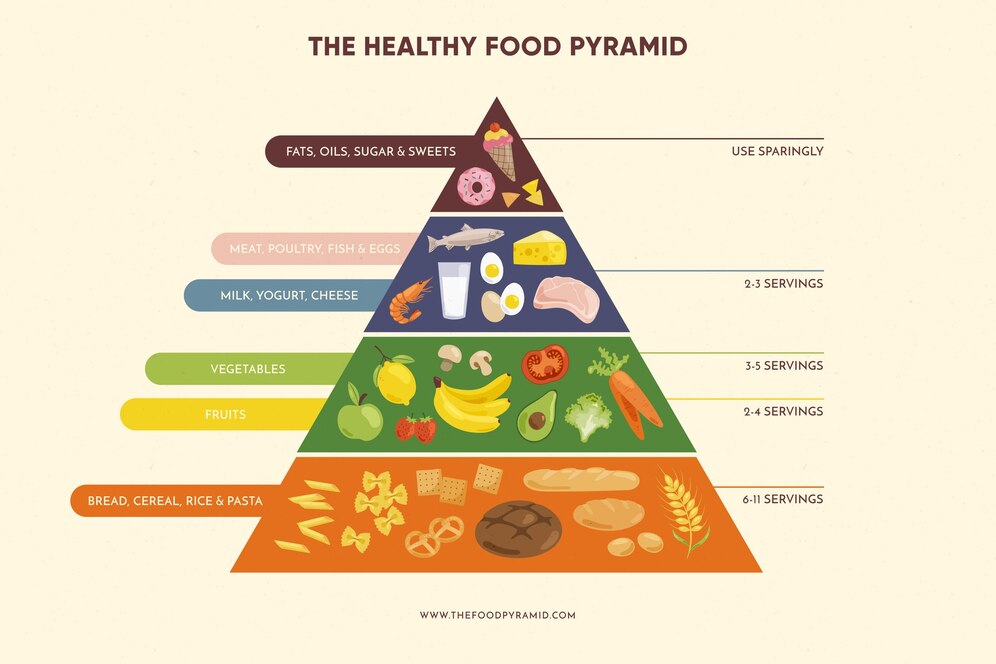 THE HEALTHY FOOD PYRAMID
FATS, OILS, SUGAR & SWEETS
USE SPARINGLY
MEAT, POULTRY, FISH & EGGS
2-3 SERVINGS
MILK, YOGURT, CHEESE
VEGETABLES
3-5 SERVINGS
FRUITS
2-4 SERVINGS
BREAD, CEREAL, RICE & PASTA
6-11 SERVINGS
WWW.THEFOODPYRAMID.COM